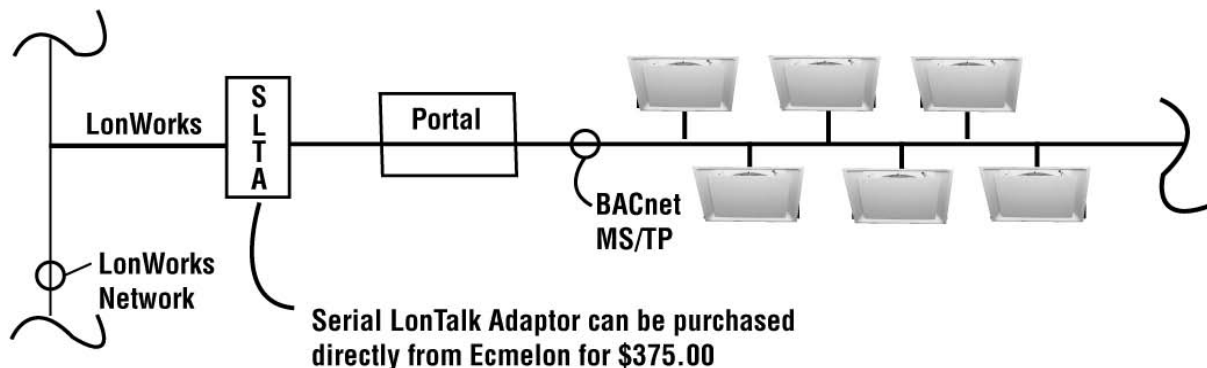 LonWorks
SLTA
Portal
BACnet
MS/TP
LonWorks
Network
Serial LonTalk Adaptor can be purchased
directly from Ecmelon for $375.00